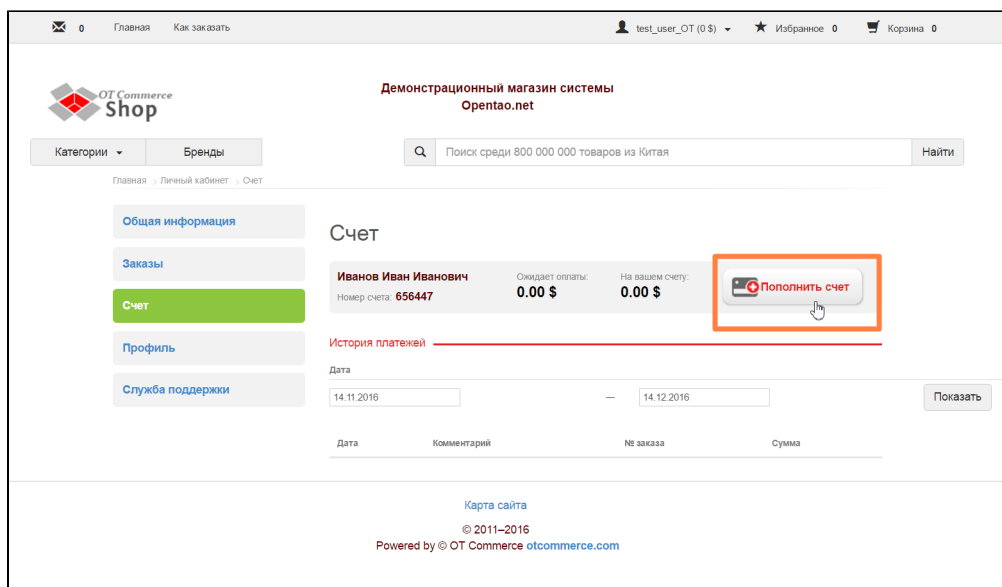 0 Главная Как заказать test_user_OT (0 $) Избранное 0 Корзина 0
OT Commerce
Shop
Демонстрационный магазин системы
Opentao.net
Категории Бренды Поиск среди 800 000 000 товаров из Китая Найти
Главная > Личный кабинет > Счет
Общая информация
Заказы
Счет
Профиль
Служба поддержки
Счет
Иванов Иван Иванович Ожидает оплаты: На вашем счету:
Номер счета: 656447 0.00 $ 0.00 $ Пополнить счет
История платежей
Дата
14.11.2016 — 14.12.2016 Показать
Дата Комментарий № заказа Сумма
Карта сайта
© 2011–2016
Powered by © OT Commerce otcommerce.com